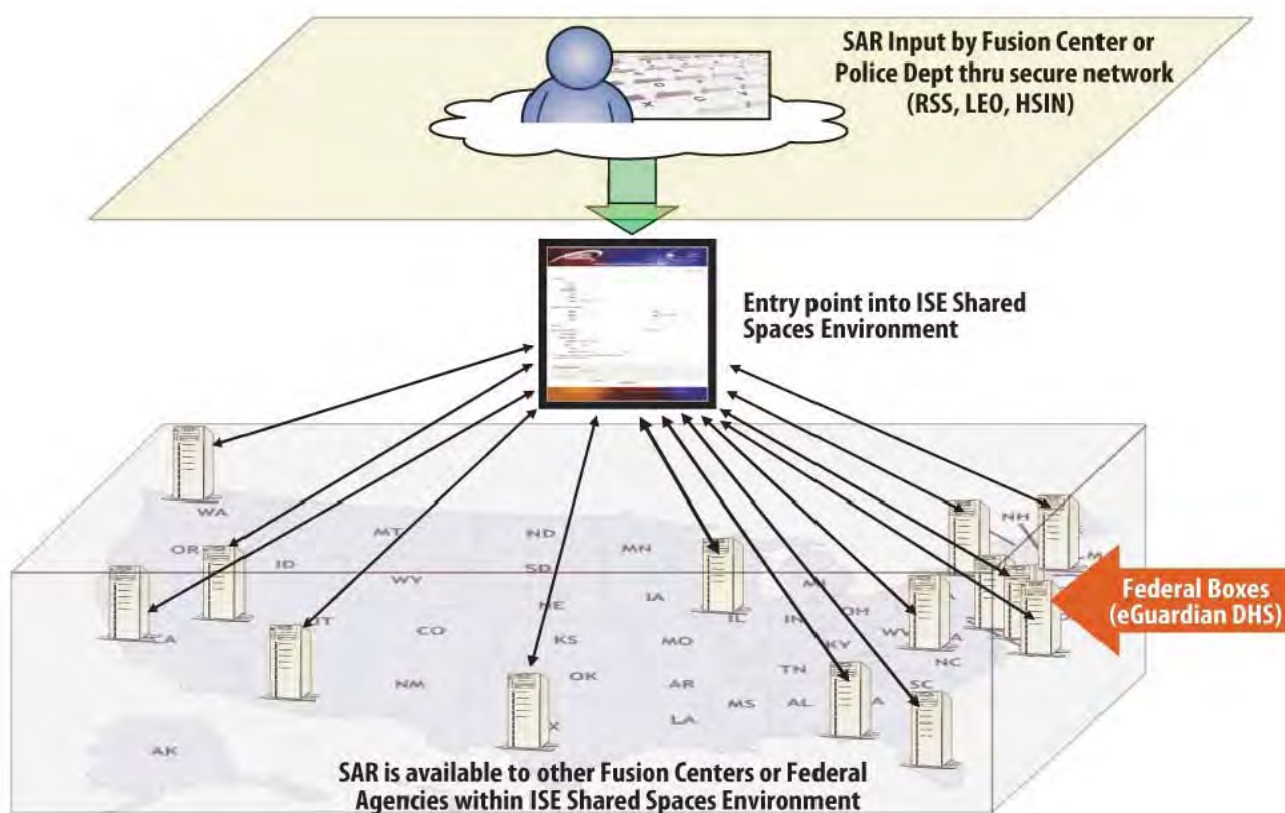 SAR Input by Fusion Center or
Police Dept thru secure network
(RSS, LEO, HSIN)
Entry point into ISE Shared
Spaces Environment
WA
MT
ND
MN
NH
OR
ID
SD
MI
M
WY
NE
IA
IL
IN
OH
Federal Boxes
(eGuardian DHS)
CA
UT
CO
KS
MO
KY
WV
A
NC
NM
OK
AR
TN
SC
MS
AL
A
LA
X
AK
SAR is available to other Fusion Centers or Federal
Agencies within ISE Shared Spaces Environment